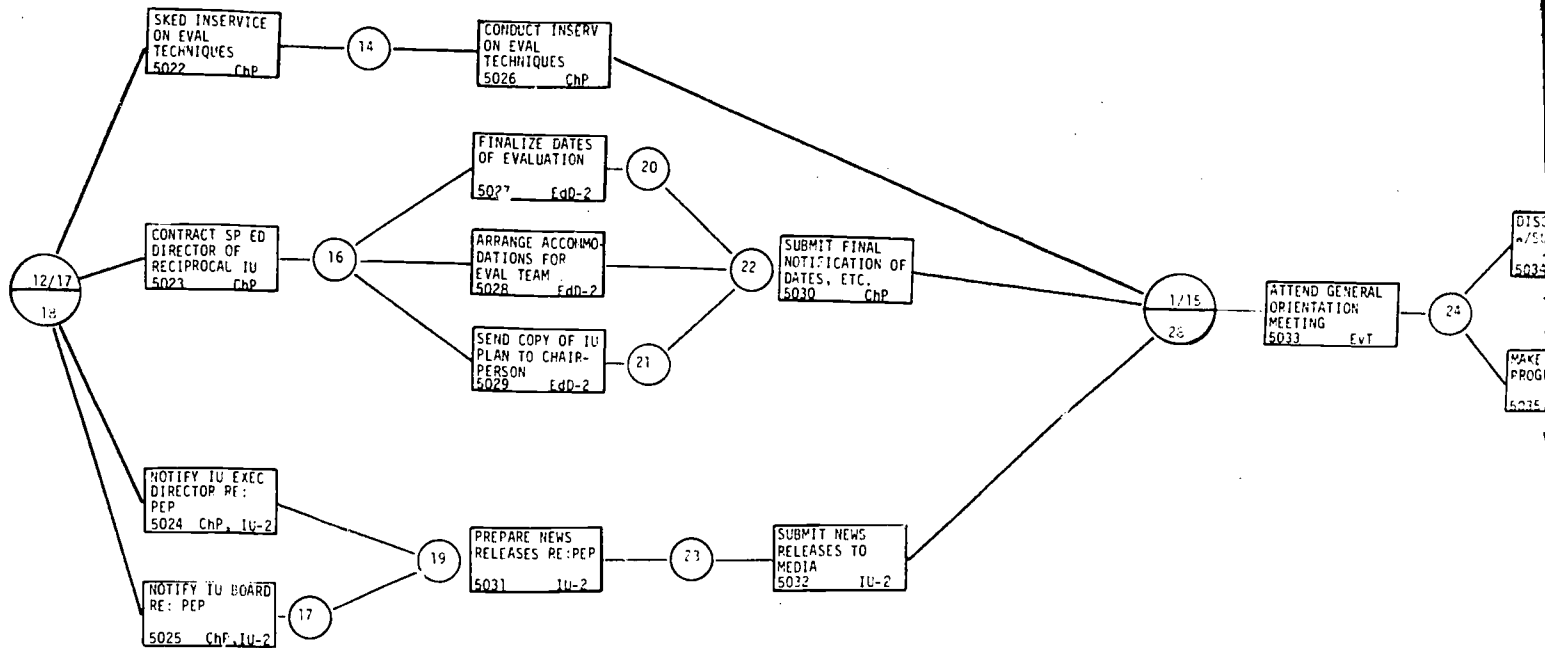 SKED INSERVICE
ON EVAL
TECHNIQUES
5022 ChP
14
CONDUCT INSERV
ON EVAL
TECHNIQUES
5026 ChP
FINALIZE DATES
OF EVALUATION
EdD-2
20
12/17
18
CONTRACT SP ED
DIRECTOR OF
RECIPROCAL IU
5023 ChP
16
ARRANGE ACCOMMO-
DATIONS FOR
EVAL TEAM
5028 EdD-2
22
SUBMIT FINAL
NOTIFICATION OF
DATES, ETC.
5030 ChP
SEND COPY OF IU
PLAN TO CHAIR-
PERSON
5029 EdD-2
21
1/15
28
ATTEND GENERAL
ORIENTATION
MEETING
5033 EvT
24
5034
MAKE
5035
NOTIFY IU EXEC
DIRECTOR RE:
PEP
5024 ChP, IU-2
NOTIFY IU BOARD
RE: PEP
5025 ChP, IU-2
17
19
PREPARE NEWS
RELEASES RE:PEP
5031 IU-2
23
SUBMIT NEWS
RELEASES TO
MEDIA
5032 IU-2